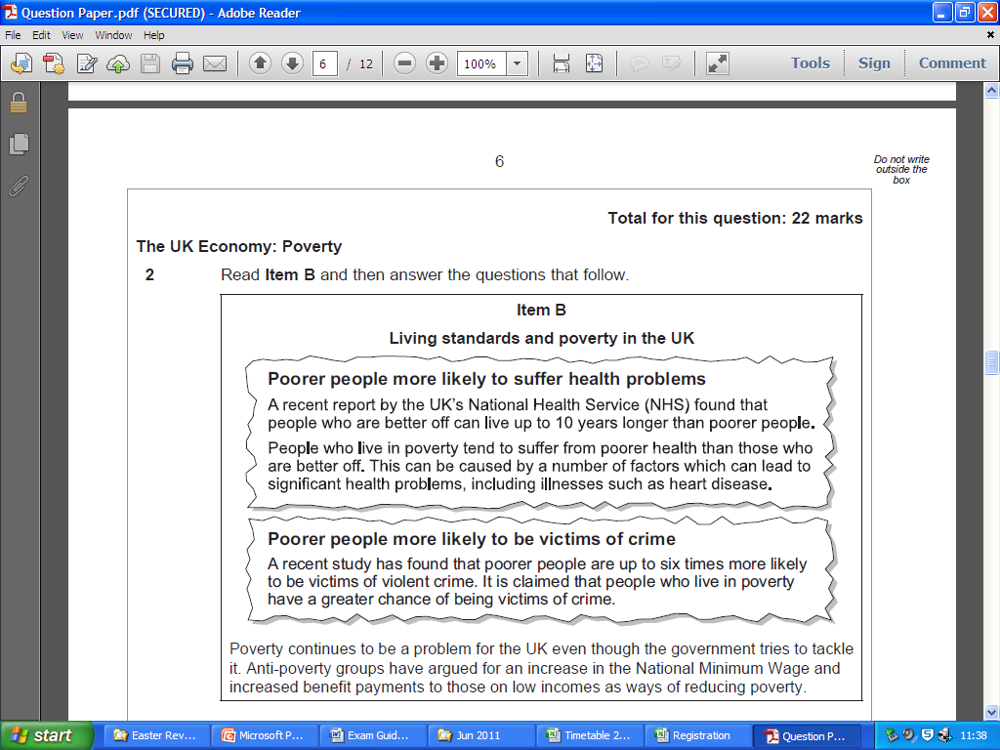 Question Paper.pdf (SECURED) - Adobe Reader
File Edit View Window Help
6 / 12 100% Tools Sign Comment
6
Do not write
outside the
box
Total for this question: 22 marks
The UK Economy: Poverty
2 Read Item B and then answer the questions that follow.
Item B
Living standards and poverty in the UK
Poorer people more likely to suffer health problems
A recent report by the UK's National Health Service (NHS) found that
people who are better off can live up to 10 years longer than poorer people.
People who live in poverty tend to suffer from poorer health than those who
are better off. This can be caused by a number of factors which can lead to
significant health problems, including illnesses such as heart disease.
Poorer people more likely to be victims of crime
A recent study has found that poorer people are up to six times more likely
to be victims of violent crime. It is claimed that people who live in poverty
have a greater chance of being victims of crime.
Poverty continues to be a problem for the UK even though the government tries to tackle
it. Anti-poverty groups have argued for an increase in the National Minimum Wage and
increased benefit payments to those on low incomes as ways of reducing poverty.
start Easter Rev... Microsoft P... Exam Guid... Jun 2011 Timetable 2... Registration Question P... 11:38